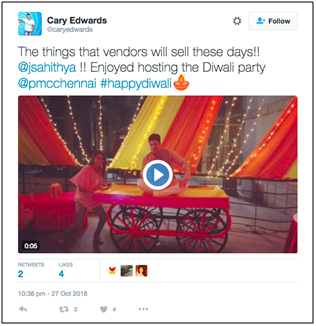 Cary Edwards
@caryedwards
Follow
The things that vendors will sell these days!!
@jsahithya !! Enjoyed hosting the Diwali party
@pmcchennai #happydiwali
0:05
RETWEETS LIKES
2 4
10:38 pm - 27 Oct 2016
2 4